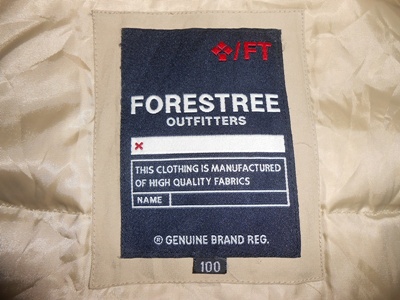 /FT
FORESTREE
OUTFITTERS
×
THIS CLOTHING IS MANUFACTURED
OF HIGH QUALITY FABRICS
NAME
® GENUINE BRAND REG.
100